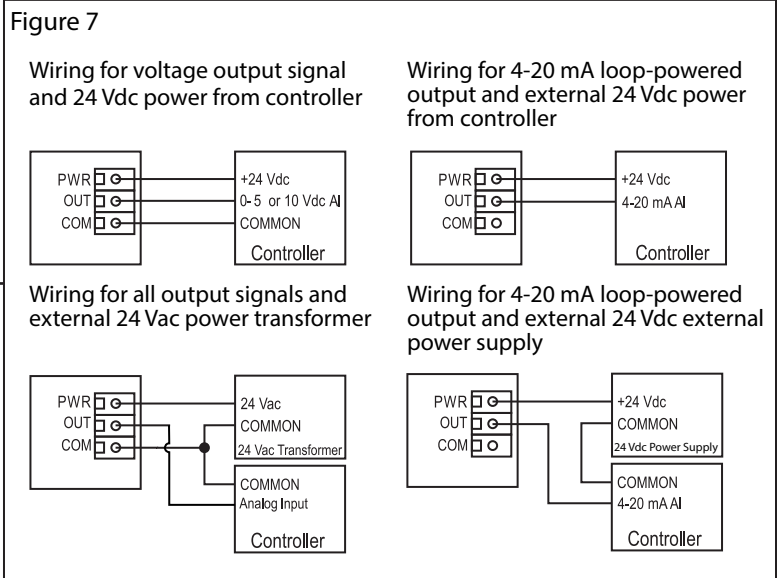 Figure 7
Wiring for voltage output signal
and 24 Vdc power from controller
PWR
OUT
COM
+24 Vdc
0-5 or 10 Vdc AI
COMMON
Controller
Wiring for 4-20 mA loop-powered
output and external 24 Vdc power
from controller
PWR
OUT
COM
+24 Vdc
4-20 mA AI
Controller
Wiring for all output signals and
external 24 Vac power transformer
PWR
OUT
COM
24 Vac
COMMON
24 Vac Transformer
COMMON
Analog Input
Controller
Wiring for 4-20 mA loop-powered
output and external 24 Vdc external
power supply
PWR
OUT
COM
+24 Vdc
COMMON
24 Vdc Power Supply
COMMON
4-20 mA AI
Controller